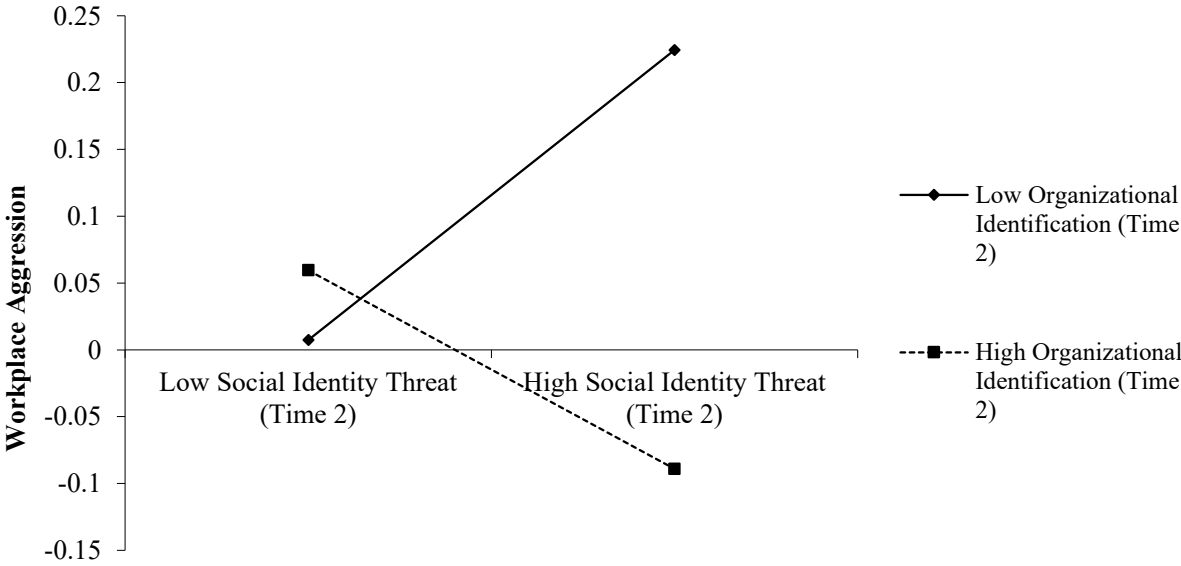 0.25
0.2
0.15
0.1
0.05
0
-0.05
-0.1
-0.15
Workplace Aggression
Low Social Identity Threat
(Time 2)
High Social Identity Threat
(Time 2)
Low Organizational
Identification (Time
2)
High Organizational
Identification (Time
2)